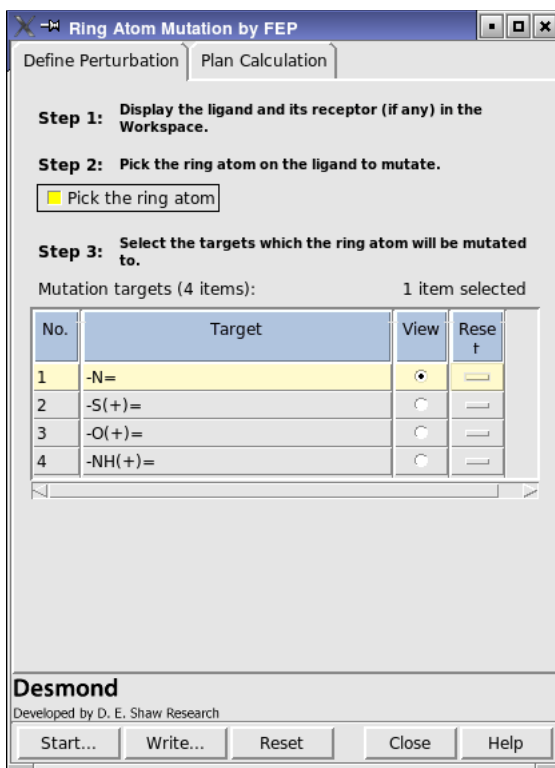 Ring Atom Mutation by FEP
Define Perturbation Plan Calculation
Step 1: Display the ligand and its receptor (if any) in the
Workspace.
Step 2: Pick the ring atom on the ligand to mutate.
Pick the ring atom
Step 3: Select the targets which the ring atom will be mutated
to.
Mutation targets (4 items): 1 item selected
No. Target View Rese
t
1 -N=
2 -S(+)=
3 -O(+)=
4 -NH(+)=
Desmond
Developed by D. E. Shaw Research
Start... Write... Reset Close Help